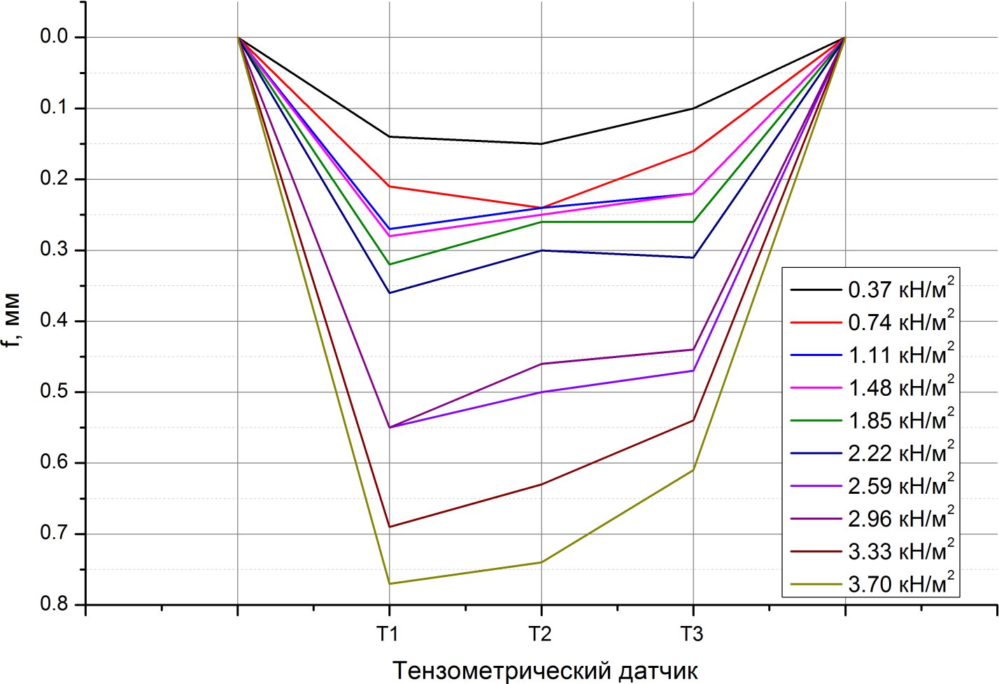 0.0
0.1
0.2
0.3
0.4
0.5
0.6
0.7
0.8
f, мм
0.37 кН/м²
0.74 кН/м²
1.11 кН/м²
1.48 кН/м²
1.85 кН/м²
2.22 кН/м²
2.59 кН/м²
2.96 кН/м²
3.33 кН/м²
3.70 кН/м²
Т1 Т2 Т3
Тензометрический датчик